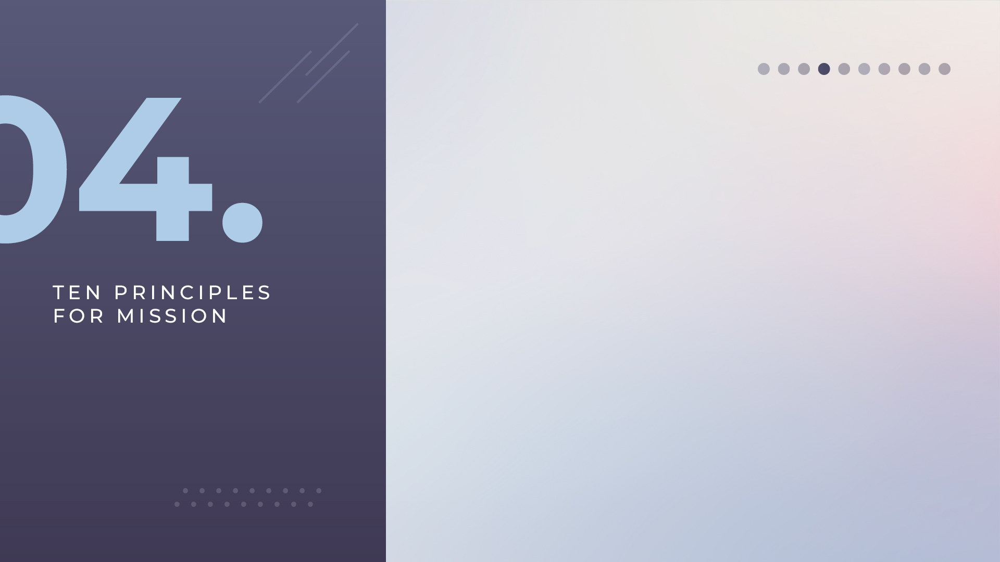 04.
TEN PRINCIPLES
FOR MISSION